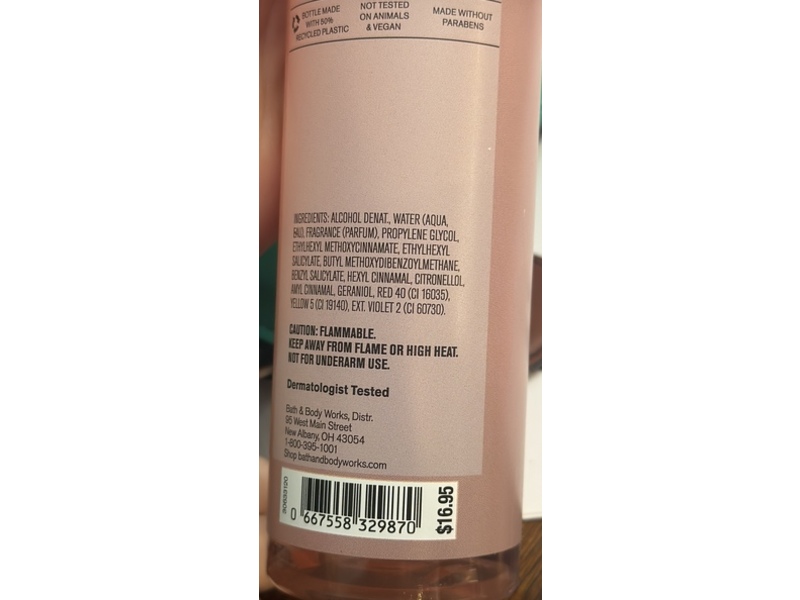 BOTTLE MADE
WITH 50%
RECYCLED PLASTIC
NOT TESTED
ON ANIMALS
& VEGAN
MADE WITHOUT
PARABENS
INGREDIENTS: ALCOHOL DENAT., WATER (AQUA,
EAU), FRAGRANCE (PARFUM), PROPYLENE GLYCOL,
ETHYLHEXYL METHOXYCINNAMATE, ETHYLHEXYL
SALICYLATE, BUTYL METHOXYDIBENZOYLMETHANE,
BENZYL SALICYLATE, HEXYL CINNAMAL, CITRONELLOL,
AMYL CINNAMAL, GERANIOL, RED 40 (CI 16035),
YELLOW 5 (CI 19140), EXT. VIOLET 2 (CI 60730).
CAUTION: FLAMMABLE.
KEEP AWAY FROM FLAME OR HIGH HEAT.
NOT FOR UNDERARM USE.
Dermatologist Tested
Bath & Body Works, Distr.
95 West Main Street
New Albany, OH 43054
1-800-395-1001
Shop bathandbodyworks.com
0 667558 329870
$16.95